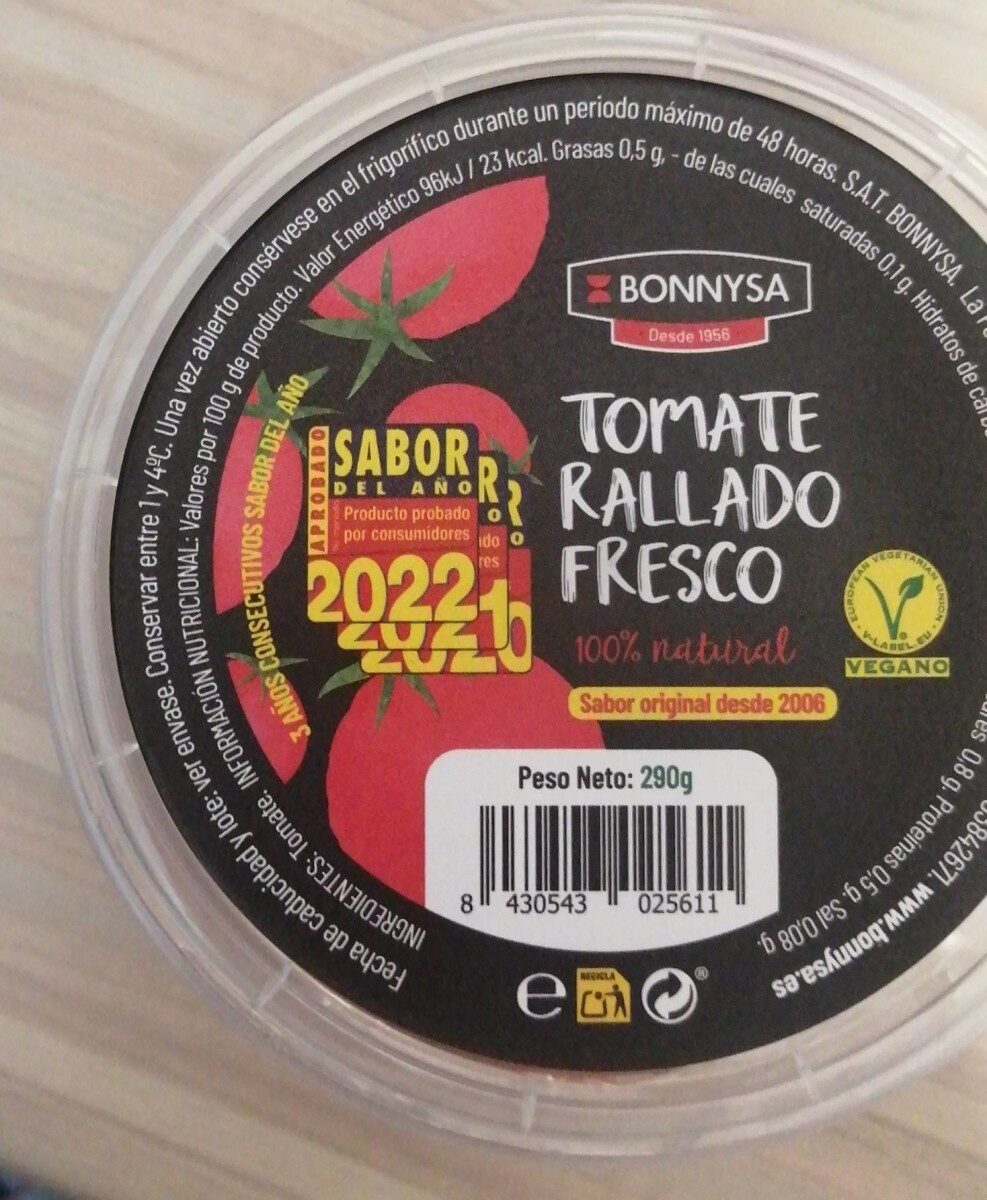 Fecha de caducidad y lote: ver envase. Conservar entre 1 y 4ºC. Una vez abierto consérvese en el frigorífico durante un periodo máximo de 48 horas. S.A.T. BONNYSA. La
5842671. www.bonnysa.es
INGREDIENTES: Tomate. INFORMACIÓN NUTRICIONAL: Valores por 100 g de producto. Valor Energético 96kJ / 23 kcal. Grasas 0,5 g, - de las cuales saturadas 0,1 g. Hidratos de
0,8 g. Proteínas 0,5 g. Sal 0,08 g.
BONNYSA
Desde 1956
3 AÑOS CONSECUTIVOS SABOR DEL AÑO
APROBADO
SABOR
DEL AÑO
Producto probado
por consumidores
2022
2021
2020
TOMATE
RALLADO
FRESCO
100% natural
Sabor original desde 2006
EUROPEAN VEGETARIAN UNION
V-LABEL.EU
VEGANO
Peso Neto: 290g
8 430543 025611
e
RECICLA
®